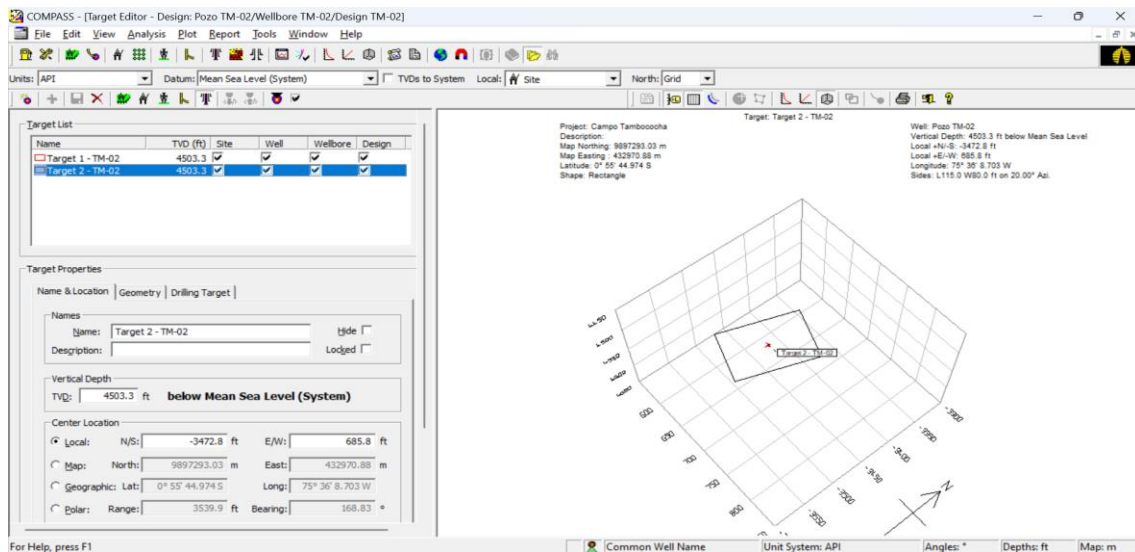 COMPASS - [Target Editor - Design: Pozo TM-02/Wellbore TM-02/Design TM-02]
File Edit View Analysis Plot Report Tools Window Help
Units: API Datum: Mean Sea Level (System) TVDs to System Local: Site North: Grid
Target List
Name TVD (ft) Site Well Wellbore Design
Target 1 - TM-02 4503.3
Target 2 - TM-02 4503.3
Target Properties
Name & Location Geometry Drilling Target
Names
Name: Target 2 - TM-02 Hide
Description: Locked
Vertical Depth
TVD: 4503.3 ft below Mean Sea Level (System)
Center Location
Local: N/S: -3472.8 ft E/W: 685.8 ft
Map: North: 9897293.03 m East: 432970.88 m
Geographic: Lat: 0° 55' 44.974 S Long: 75° 36' 8.703 W
Polar: Range: 3539.9 ft Bearing: 168.83 °
Target: Target 2 - TM-02
Project: Campo Tambooocha
Description:
Map Northing: 9897293.03 m
Map Easting : 432970.88 m
Latitude: 0° 55' 44.974 S
Shape: Rectangle
Well: Pozo TM-02
Vertical Depth: 4503.3 ft below Mean Sea Level
Local +N/-S: -3472.8 ft
Local +E/-W: 685.8 ft
Longitude: 75° 36' 8.703 W
Sides: L115.0 W80.0 ft on 20.00° Azi.
Target 2 - TM-02
4450
4500
600
650
800
-3400
-3450
-3500
-3550
N
For Help, press F1 Common Well Name Unit System: API Angles: ° Depths: ft Map: m